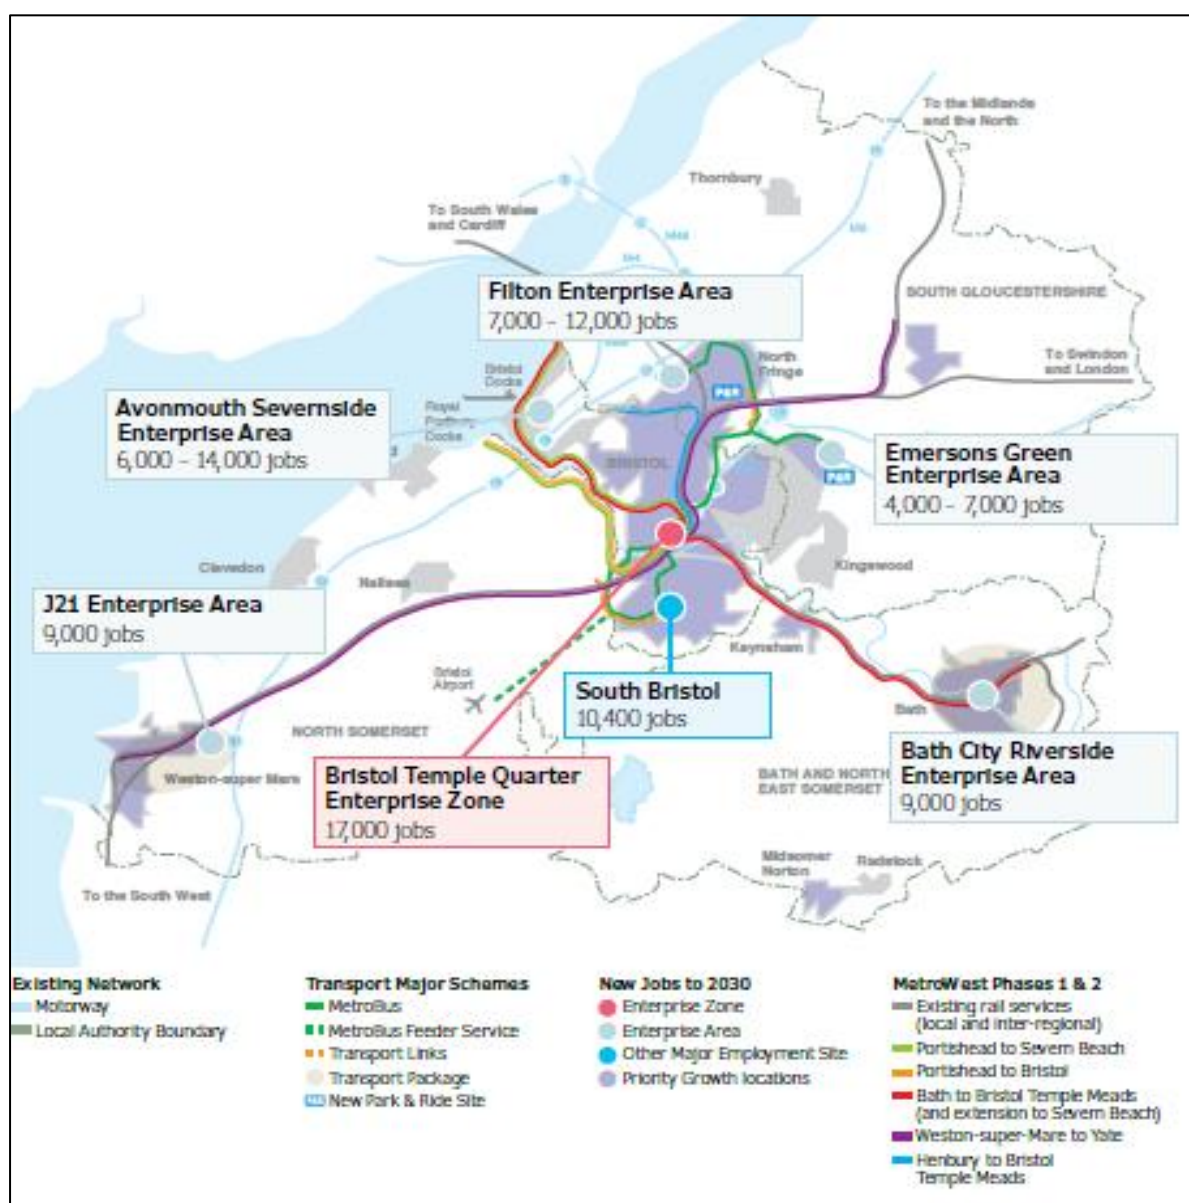 To the Midlands
and the North
Thornbury
To South Wales
and Cardiff
M48
M5
M4
Filton Enterprise Area
7,000 – 12,000 jobs
SOUTH GLOUCESTERSHIRE
North
Fringe
To Swindon
and London
Bristol
Docks
P&R
Avonmouth Severnside
Enterprise Area
6,000 – 14,000 jobs
Royal
Portbury
Docks
BRISTOL
Emersons Green
Enterprise Area
4,000 – 7,000 jobs
P&R
Clevedon
Nailsea
Kingswood
J21 Enterprise Area
9,000 jobs
Keynsham
Bristol
Airport
South Bristol
10,400 jobs
Bath
NORTH SOMERSET
Weston-super Mare
Bristol Temple Quarter
Enterprise Zone
17,000 jobs
BATH AND NORTH
EAST SOMERSET
Bath City Riverside
Enterprise Area
9,000 jobs
Midsomer
Norton
Radstock
To the South West
Existing Network
Motorway
Local Authority Boundary
Transport Major Schemes
MetroBus
MetroBus Feeder Service
Transport Links
Transport Package
P&R New Park & Ride Site
New Jobs to 2030
Enterprise Zone
Enterprise Area
Other Major Employment Site
Priority Growth locations
MetroWest Phases 1 & 2
Existing rail services
(local and inter-regional)
Portishead to Severn Beach
Portishead to Bristol
Bath to Bristol Temple Meads
(and extension to Severn Beach)
Weston-super-Mare to Yate
Henbury to Bristol
Temple Meads